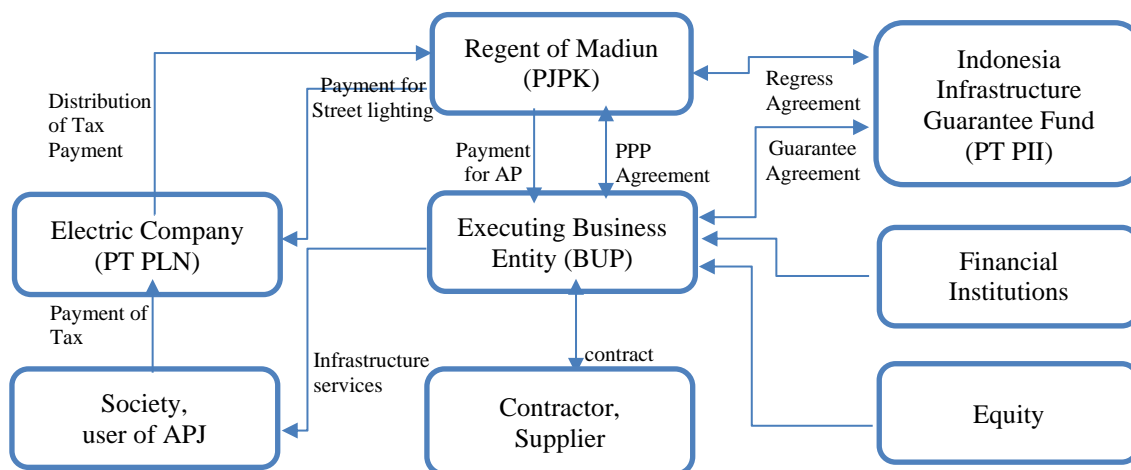 Regent of Madiun
(PJPK)
Indonesia
Infrastructure
Guarantee Fund
(PT PII)
Payment for
Street lighting
Regress
Agreement
Distribution
of Tax
Payment
Payment
for AP
PPP
Agreement
Guarantee
Agreement
Electric Company
(PT PLN)
Executing Business
Entity (BUP)
Financial
Institutions
Payment of
Tax
Infrastructure
services
contract
Society,
user of APJ
Contractor,
Supplier
Equity